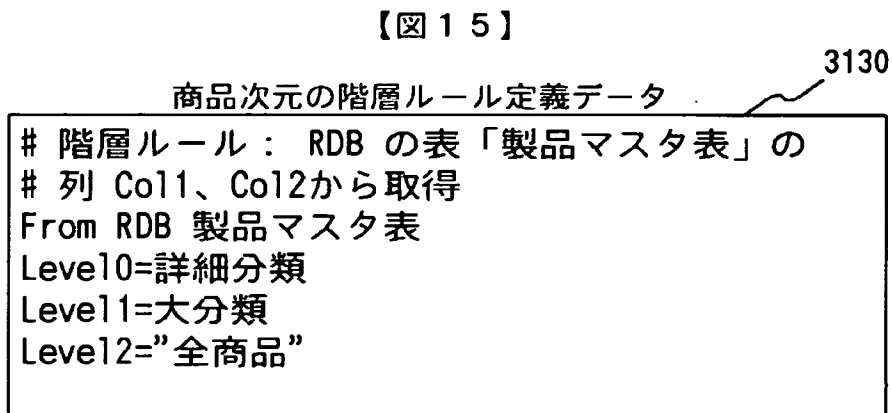 【図１５】
3130
商品次元の階層ルール定義データ
# 階層ルール： RDB の表「製品マスタ表」の
# 列 Col1、Col2から取得
From RDB 製品マスタ表
Level0=詳細分類
Level1=大分類
Level2=”全商品”